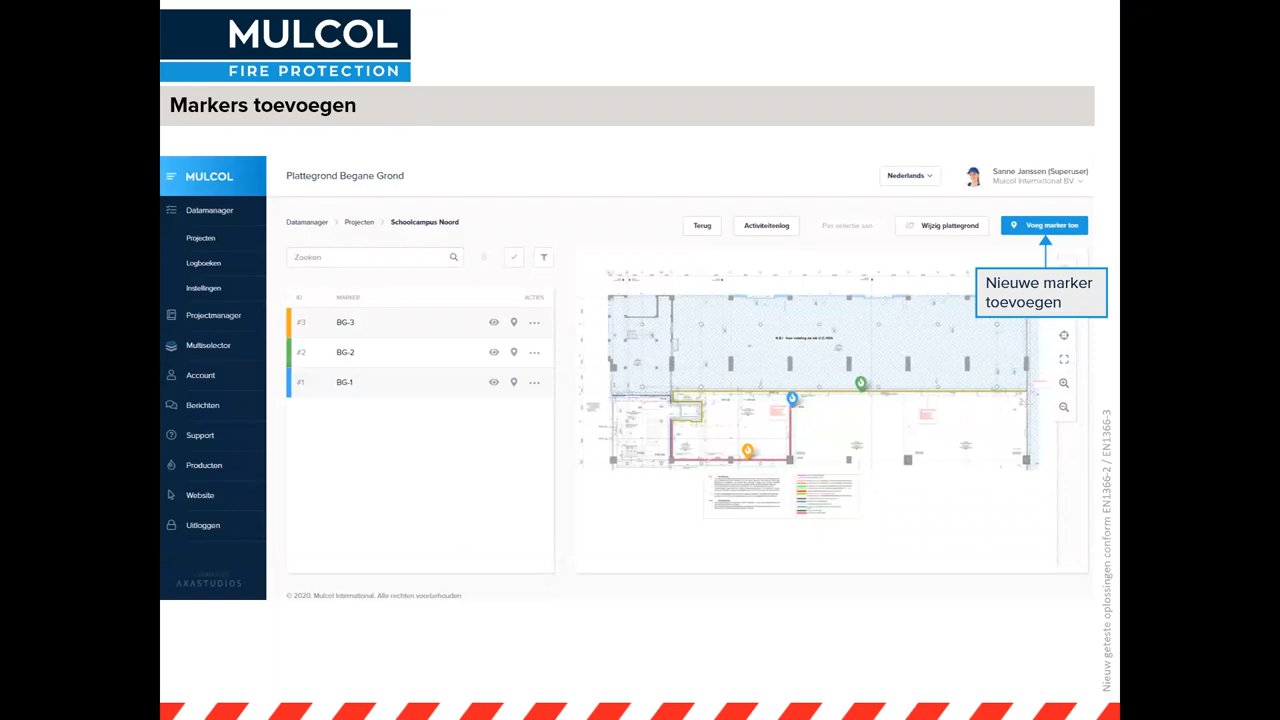 MULCOL
FIRE PROTECTION
Markers toevoegen
MULCOL
Plattegrond Begane Grond
Nederlands
Sanne Janssen (Superuser)
Mulcol International BV
Datamanager
Projecten
Logboeken
Instellingen
Projectmanager
Multiselector
Account
Berichten
Support
Producten
Website
Uitloggen
AXASTUDIOS
Datamanager > Projecten > Schoolcampus Noord
Terug
Activiteitenlog
Pas selectie aan
Wijzig plattegrond
Voeg marker toe
Nieuwe marker
toevoegen
Zoeken
ID MARKER ACTIES
#3 BG-3
#2 BG-2
#1 BG-1
© 2020. Mulcol International. Alle rechten voorbehouden
Nieuw geteste oplossingen conform EN1366-2 / EN1366-3